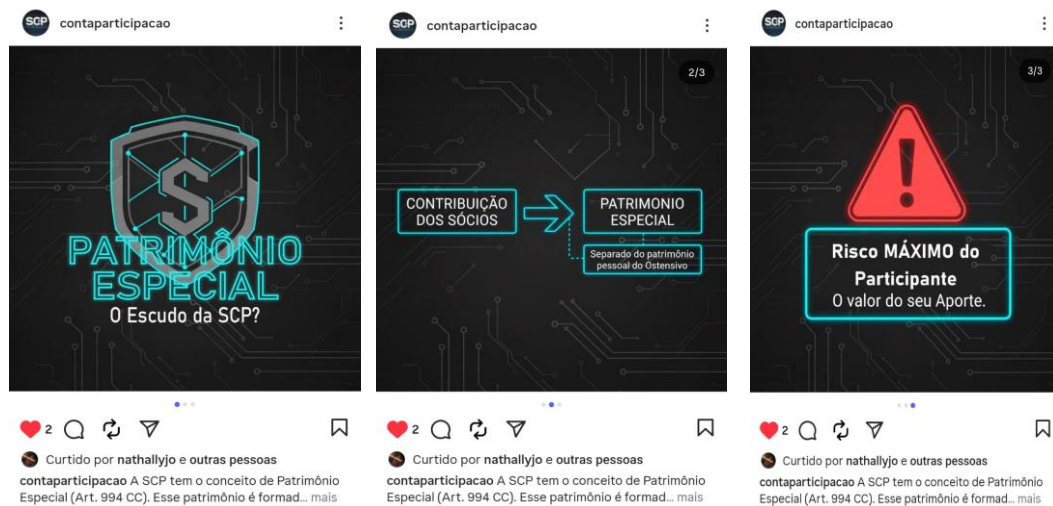 SCP contaparticipacao
PATRIMÔNIO
ESPECIAL
O Escudo da SCP?
2
Curtido por nathallyjo e outras pessoas
contaparticipacao A SCP tem o conceito de Patrimônio
Especial (Art. 994 CC). Esse patrimônio é formad... mais
SCP contaparticipacao
2/3
CONTRIBUIÇÃO
DOS SÓCIOS
PATRIMONIO
ESPECIAL
Separado do patrimônio
pessoal do Ostensivo
2
Curtido por nathallyjo e outras pessoas
contaparticipacao A SCP tem o conceito de Patrimônio
Especial (Art. 994 CC). Esse patrimônio é formad... mais
SCP contaparticipacao
3/3
Risco MÁXIMO do
Participante
O valor do seu Aporte.
2
Curtido por nathallyjo e outras pessoas
contaparticipacao A SCP tem o conceito de Patrimônio
Especial (Art. 994 CC). Esse patrimônio é formad... mais